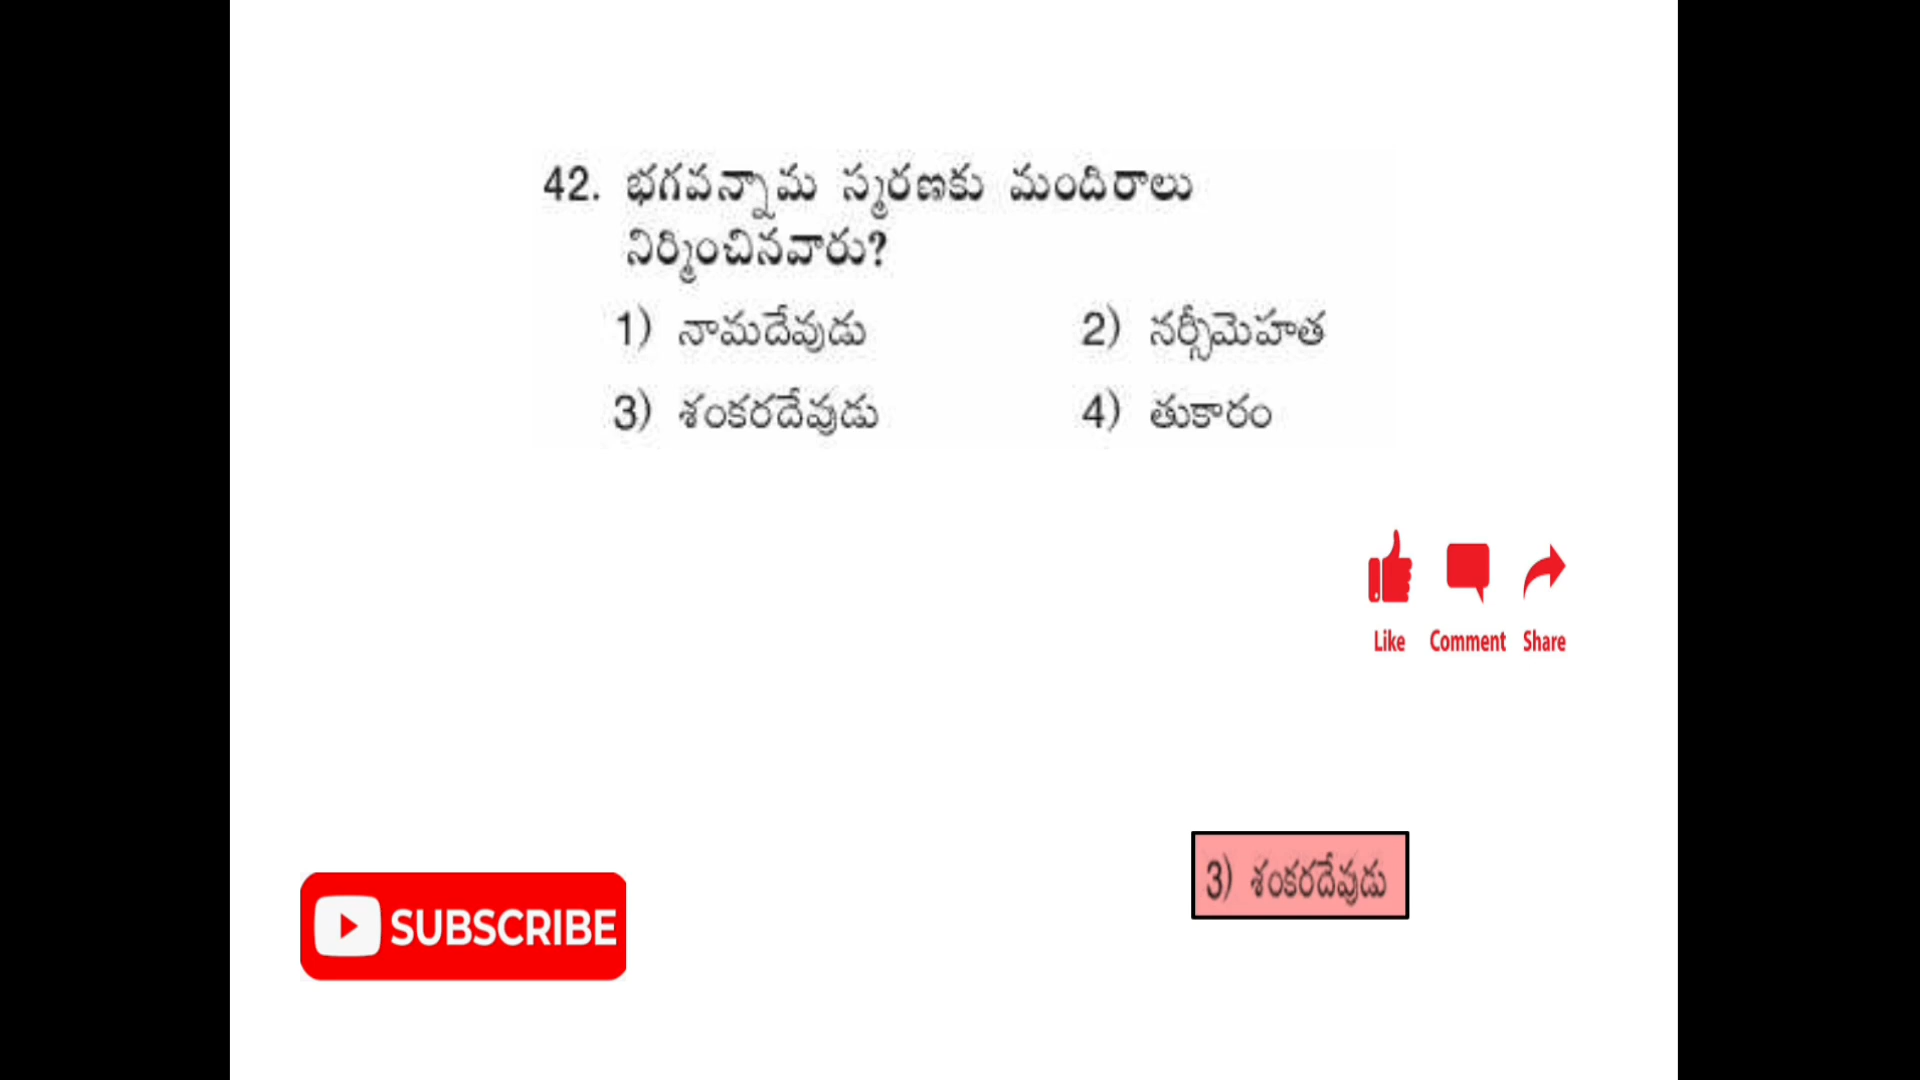 42. భగవన్నామ స్మరణకు మందిరాలు
నిర్మించినవారు?
1) నామదేవుడు 2) నర్సీమెహత
3) శంకరదేవుడు 4) తుకారం
Like Comment Share
3) శంకరదేవుడు
SUBSCRIBE